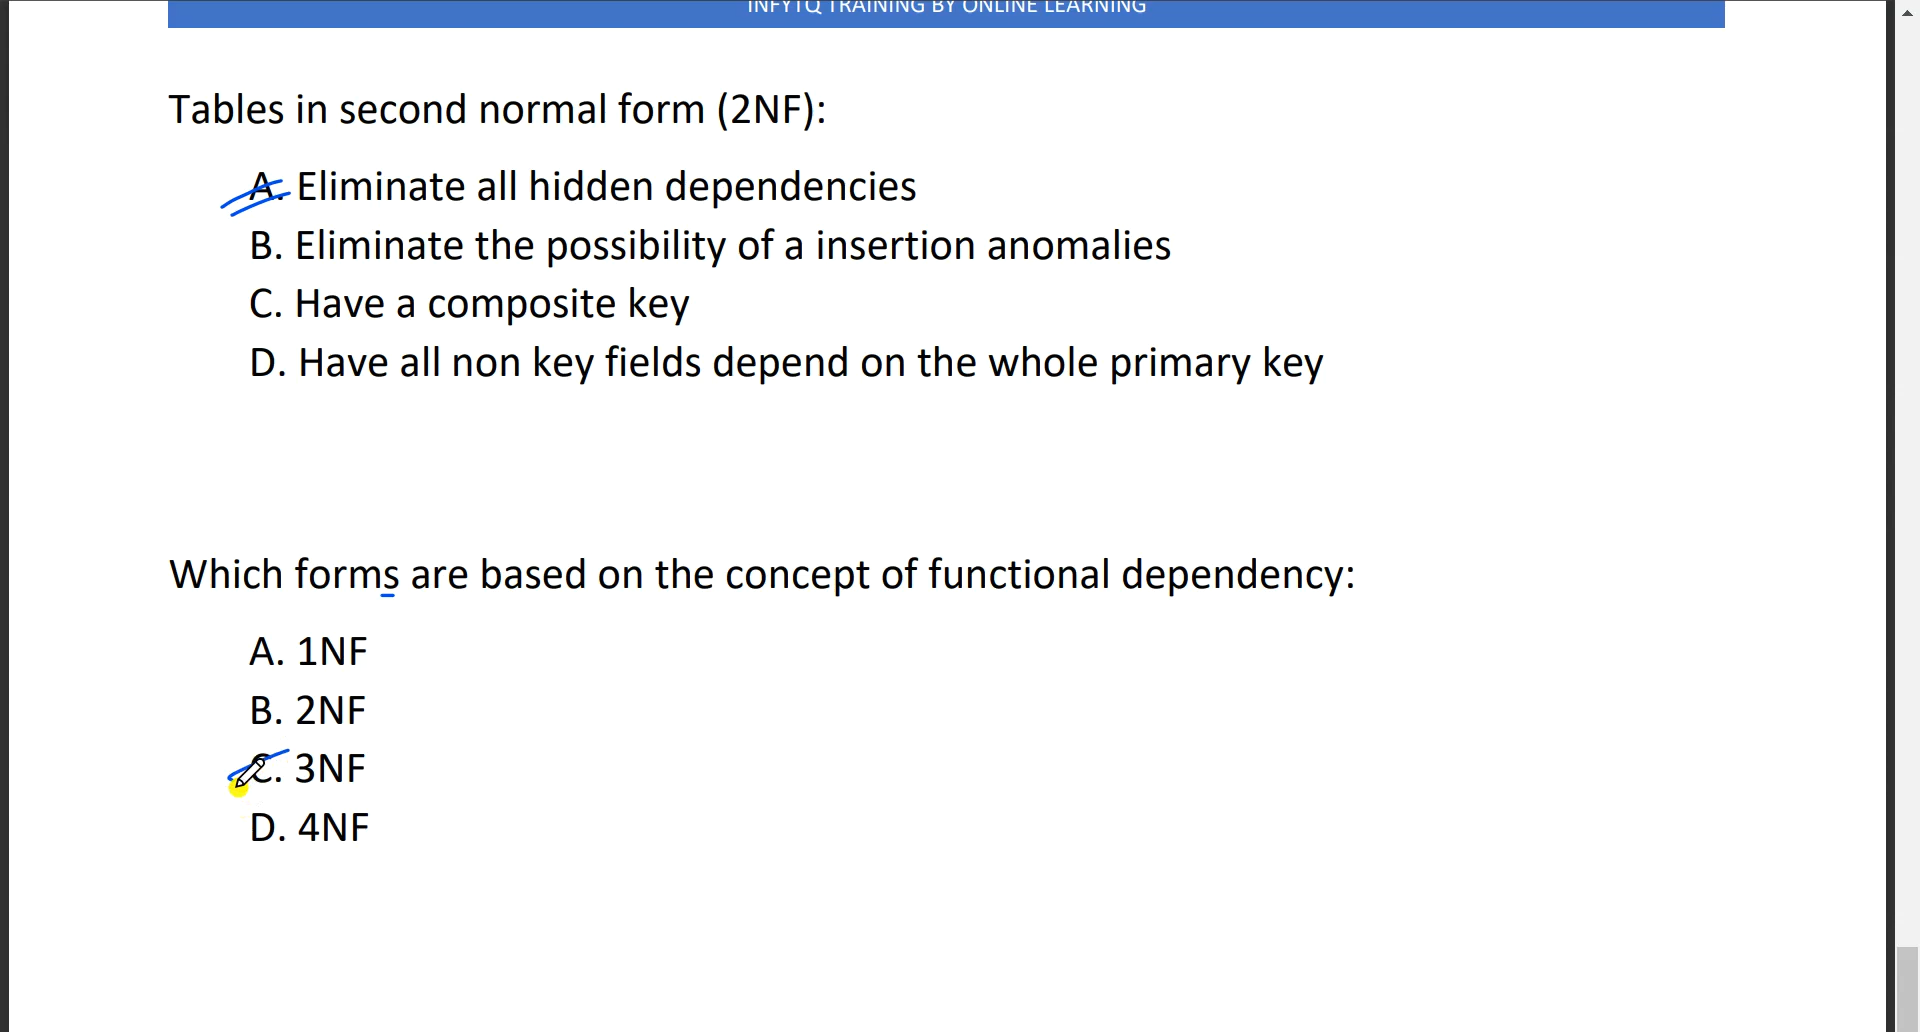 INFYTQ TRAINING BY ONLINE LEARNING
Tables in second normal form (2NF):
A. Eliminate all hidden dependencies
B. Eliminate the possibility of a insertion anomalies
C. Have a composite key
D. Have all non key fields depend on the whole primary key
Which forms are based on the concept of functional dependency:
A. 1NF
B. 2NF
C. 3NF
D. 4NF